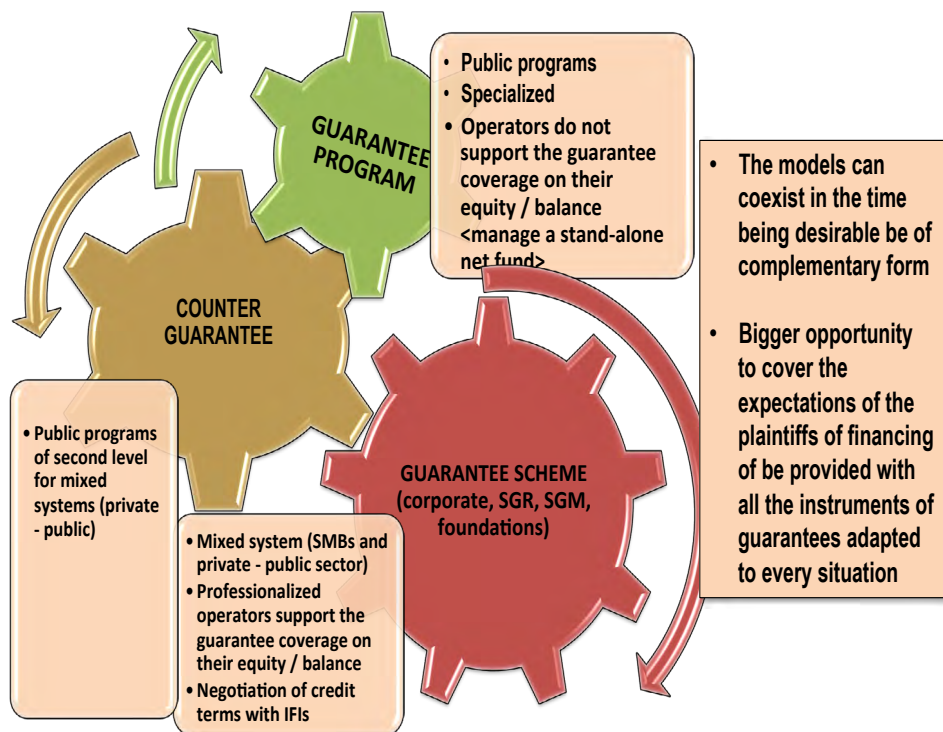 GUARANTEE
PROGRAM
• Public programs
• Specialized
• Operators do not
support the guarantee
coverage on their
equity / balance
<manage a stand-alone
net fund>
COUNTER
GUARANTEE
• Public programs
of second level
for mixed
systems (private
- public)
GUARANTEE SCHEME
(corporate, SGR, SGM,
foundations)
• Mixed system (SMBs and
private - public sector)
• Professionalized
operators support the
guarantee coverage on
their equity / balance
• Negotiation of credit
terms with IFIs
• The models can
coexist in the time
being desirable be of
complementary form
• Bigger opportunity
to cover the
expectations of the
plaintiffs of financing
of be provided with
all the instruments of
guarantees adapted
to every situation